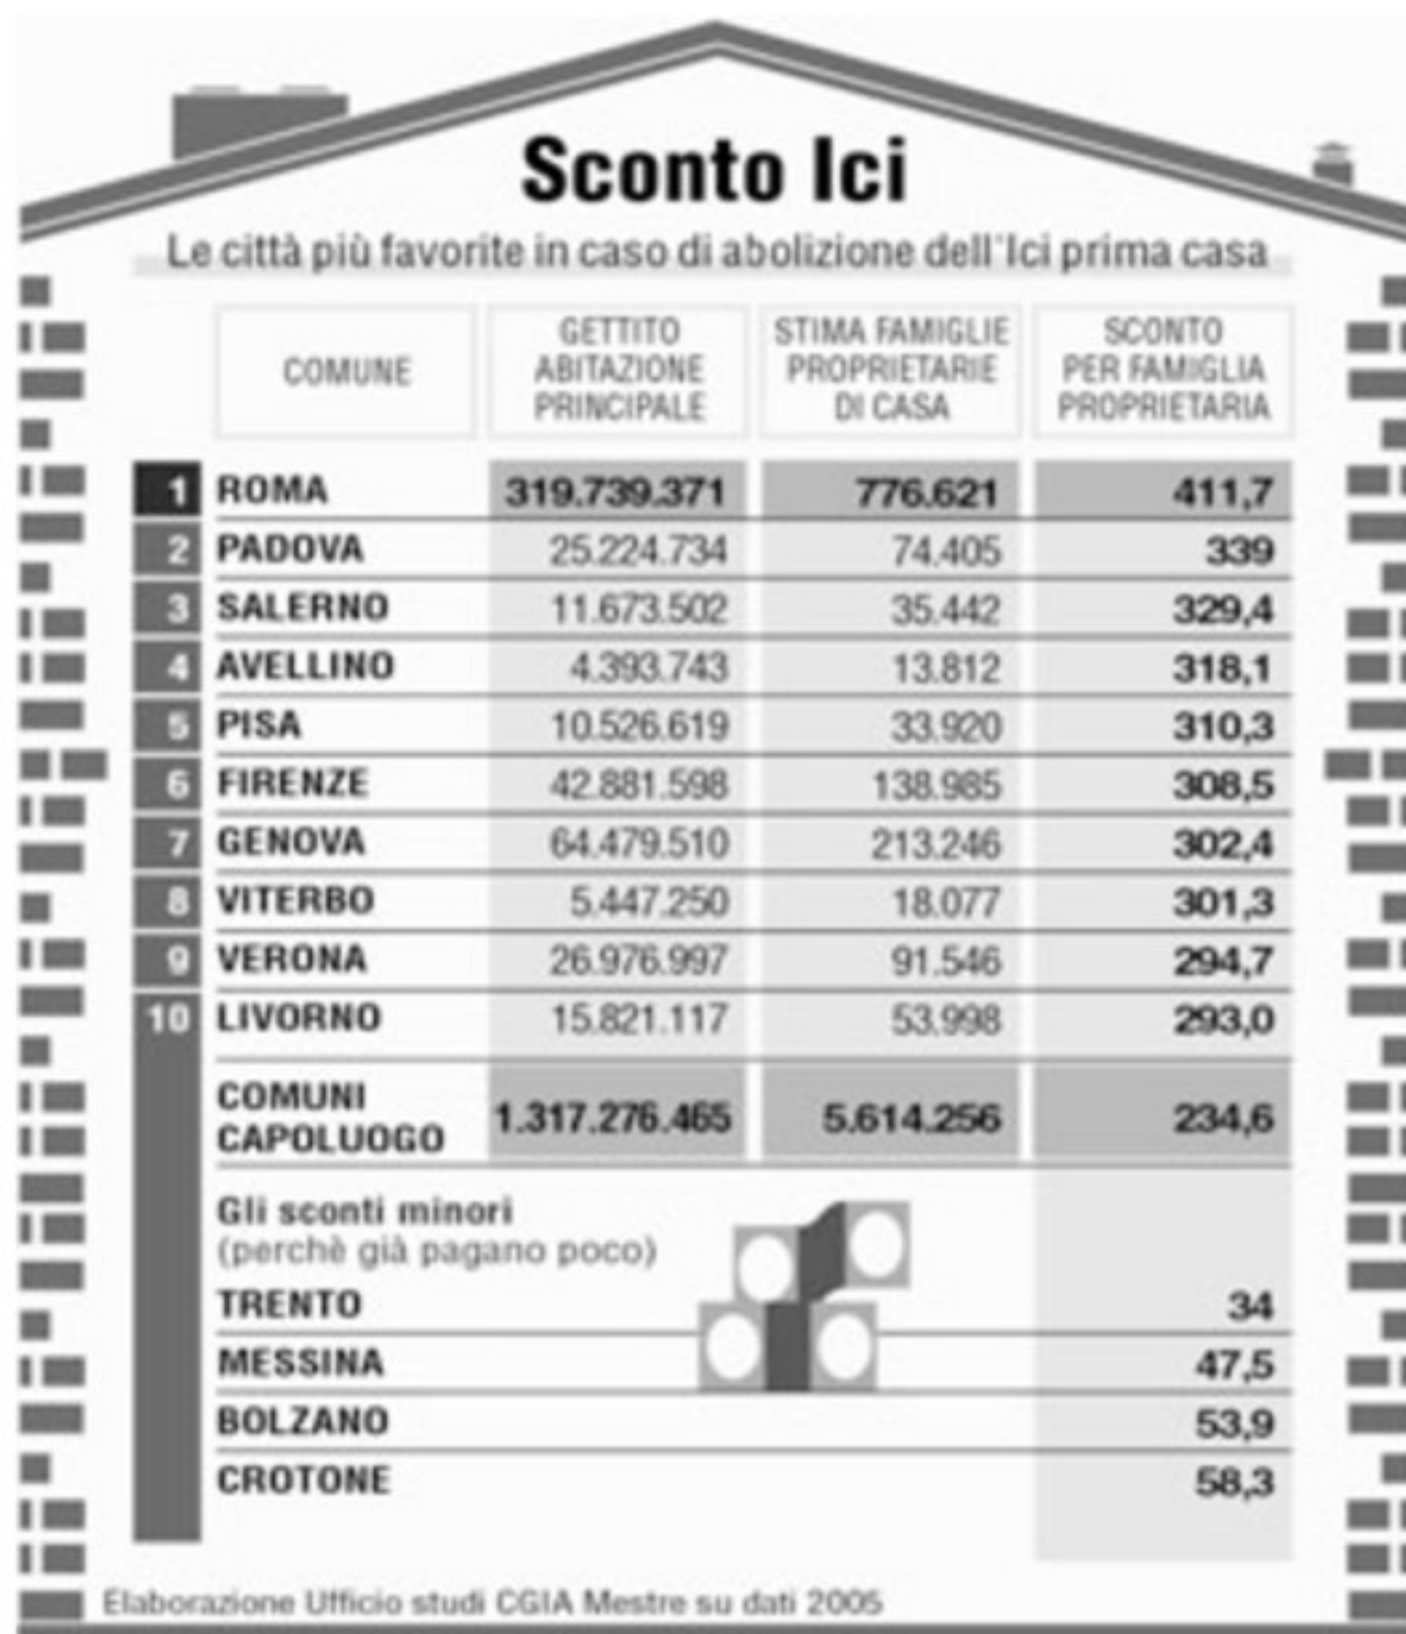 Sconto Ici
Le città più favorite in caso di abolizione dell'Ici prima casa
COMUNE
GETTITO
ABITAZIONE
PRINCIPALE
STIMA FAMIGLIE
PROPRIETARIE
DI CASA
SCONTO
PER FAMIGLIA
PROPRIETARIA
1 ROMA 319.739.371 776.621 411,7
2 PADOVA 25.224.734 74.405 339
3 SALERNO 11.673.502 35.442 329,4
4 AVELLINO 4.393.743 13.812 318,1
5 PISA 10.526.619 33.920 310,3
6 FIRENZE 42.881.598 138.985 308,5
7 GENOVA 64.479.510 213.246 302,4
8 VITERBO 5.447.250 18.077 301,3
9 VERONA 26.976.997 91.546 294,7
10 LIVORNO 15.821.117 53.998 293,0
COMUNI
CAPOLUOGO 1.317.276.465 5.614.256 234,6
Gli sconti minori
(perchè già pagano poco)
TRENTO 34
MESSINA 47,5
BOLZANO 53,9
CROTONE 58,3
Elaborazione Ufficio studi CGIA Mestre su dati 2005